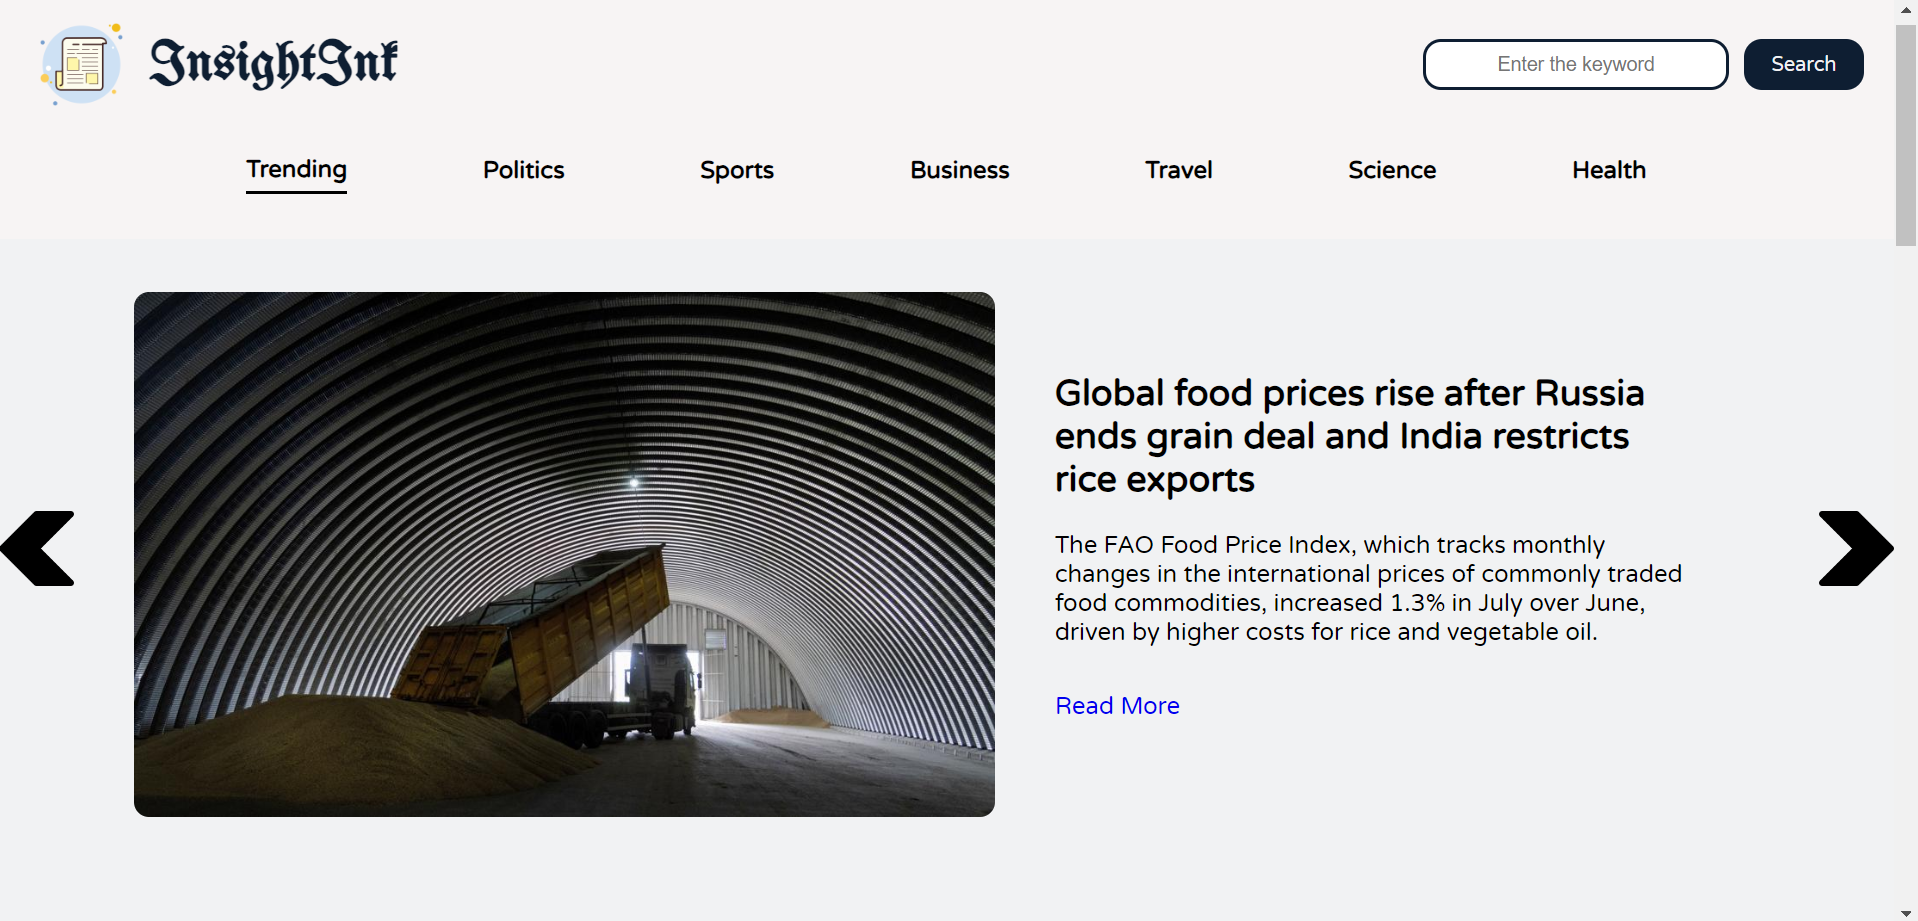 InsightInk
Enter the keyword
Search
Trending
Politics
Sports
Business
Travel
Science
Health
Global food prices rise after Russia
ends grain deal and India restricts
rice exports
The FAO Food Price Index, which tracks monthly
changes in the international prices of commonly traded
food commodities, increased 1.3% in July over June,
driven by higher costs for rice and vegetable oil.
Read More